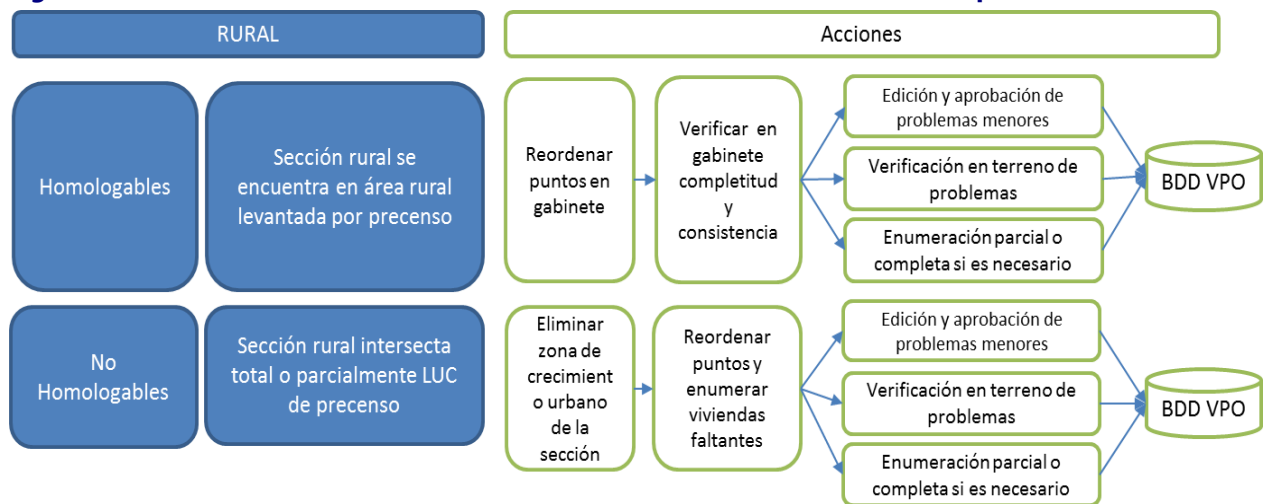 RURAL
Acciones
Homologables
Sección rural se
encuentra en área rural
levantada por precenso
Reordenar
puntos en
gabinete
Verificar en
gabinete
completitud
y
consistencia
Edición y aprobación de
problemas menores
Verificación en terreno de
problemas
Enumeración parcial o
completa si es necesario
BDD VPO
No
Homologables
Sección rural intersecta
total o parcialmente LUC
de precenso
Eliminar
zona de
crecimient
o urbano
de la
sección
Reordenar
puntos y
enumerar
viviendas
faltantes
Edición y aprobación de
problemas menores
Verificación en terreno de
problemas
Enumeración parcial o
completa si es necesario
BDD VPO